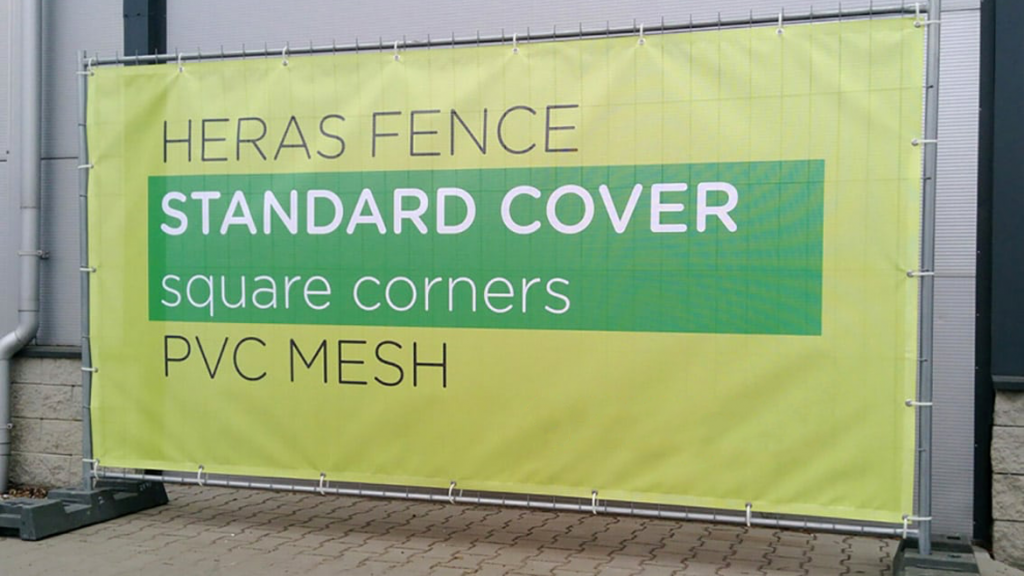 HERAS FENCE
STANDARD COVER
square corners
PVC MESH